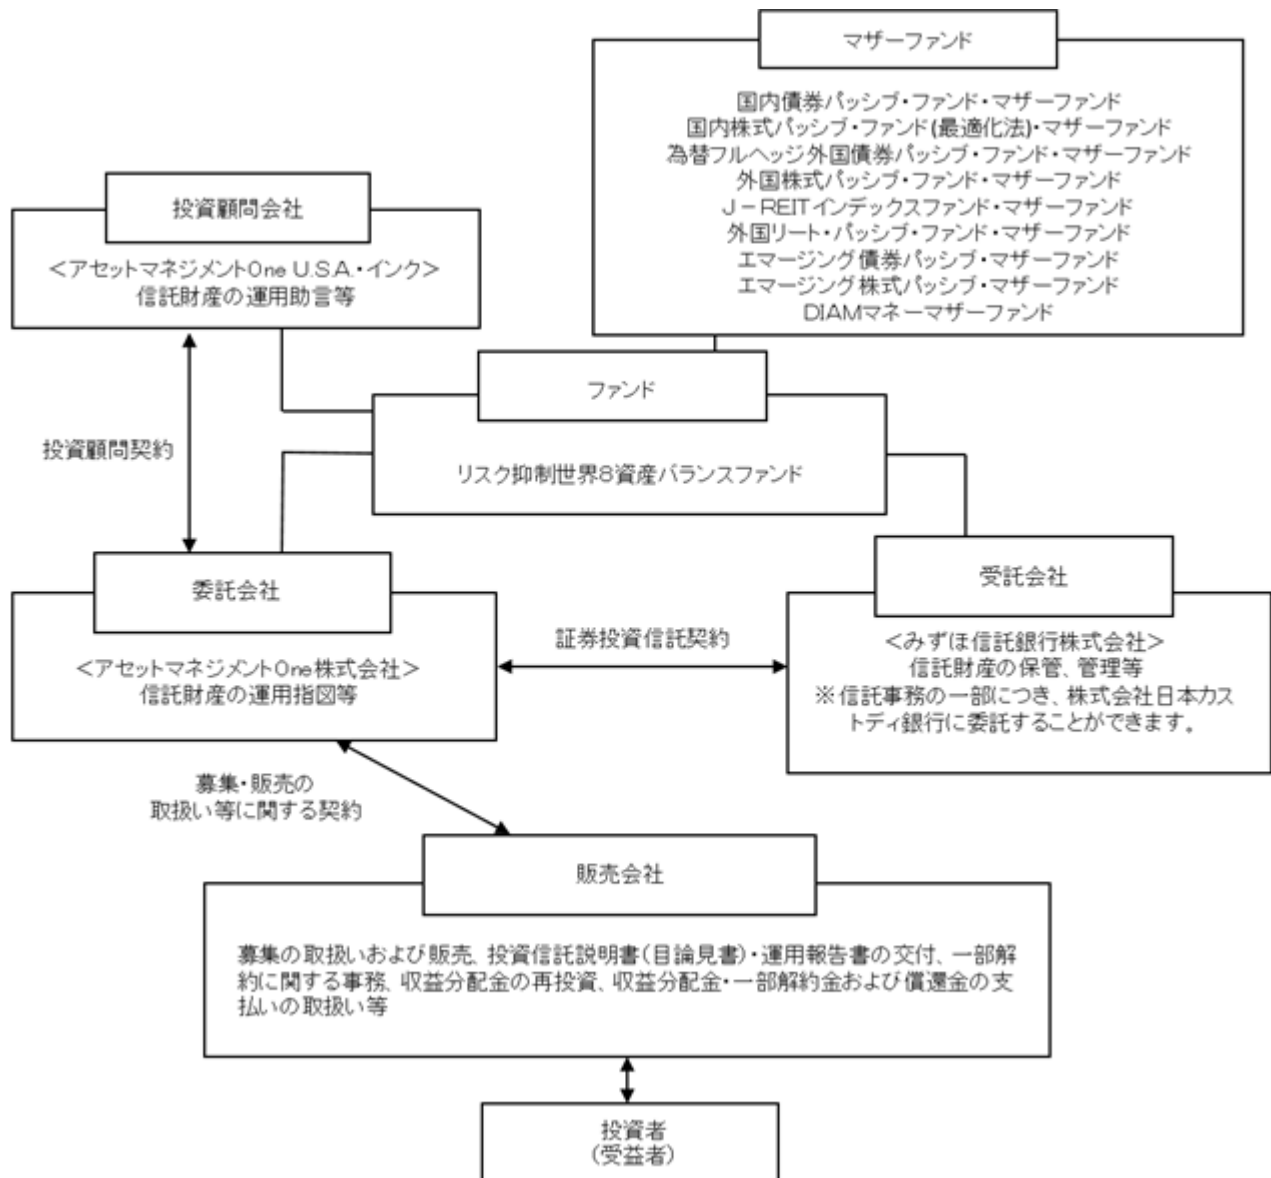 マザーファンド
国内債券パッシブ・ファンド・マザーファンド
国内株式パッシブ・ファンド(最適化法)・マザーファンド
為替フルヘッジ外国債券パッシブ・ファンド・マザーファンド
外国株式パッシブ・ファンド・マザーファンド
J-REITインデックスファンド・マザーファンド
外国リート・パッシブ・ファンド・マザーファンド
エマージング債券パッシブ・マザーファンド
エマージング株式パッシブ・マザーファンド
DIAMマネーマザーファンド
投資顧問会社
<アセットマネジメントOne U.S.A.・インク>
信託財産の運用助言等
ファンド
リスク抑制世界8資産バランスファンド
投資顧問契約
委託会社
<アセットマネジメントOne株式会社>
信託財産の運用指図等
証券投資信託契約
受託会社
<みずほ信託銀行株式会社>
信託財産の保管、管理等
※信託事務の一部につき、株式会社日本カス
トディ銀行に委託することができます。
募集・販売の
取扱い等に関する契約
販売会社
募集の取扱いおよび販売、投資信託説明書(目論見書)・運用報告書の交付、一部解
約に関する事務、収益分配金の再投資、収益分配金・一部解約金および償還金の支
払いの取扱い等
投資者
(受益者)